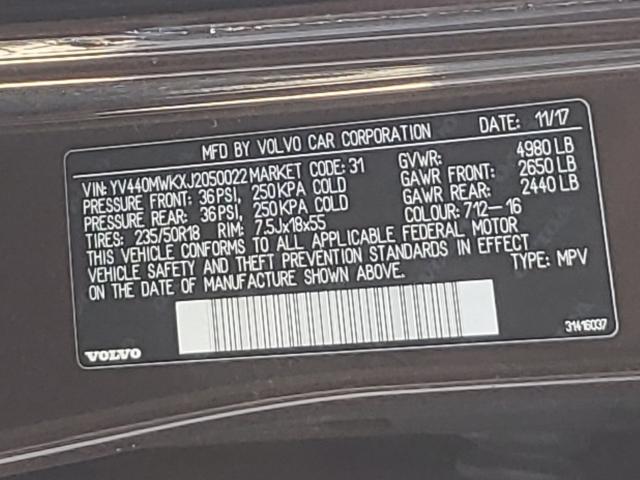 MFD BY VOLVO CAR CORPORATION DATE: 11/17
VIN: YV440MWKXJ2050022 MARKET CODE: 31 GVWR: 4980 LB
PRESSURE FRONT: 36 PSI, 250 KPA COLD GAWR FRONT: 2650 LB
PRESSURE REAR: 36 PSI, 250 KPA COLD GAWR REAR: 2440 LB
TIRES: 235/50R18 RIM: 7.5Jx18x55 COLOUR: 712-16
THIS VEHICLE CONFORMS TO ALL APPLICABLE FEDERAL MOTOR
VEHICLE SAFETY AND THEFT PREVENTION STANDARDS IN EFFECT
ON THE DATE OF MANUFACTURE SHOWN ABOVE. TYPE: MPV
VOLVO 31416037